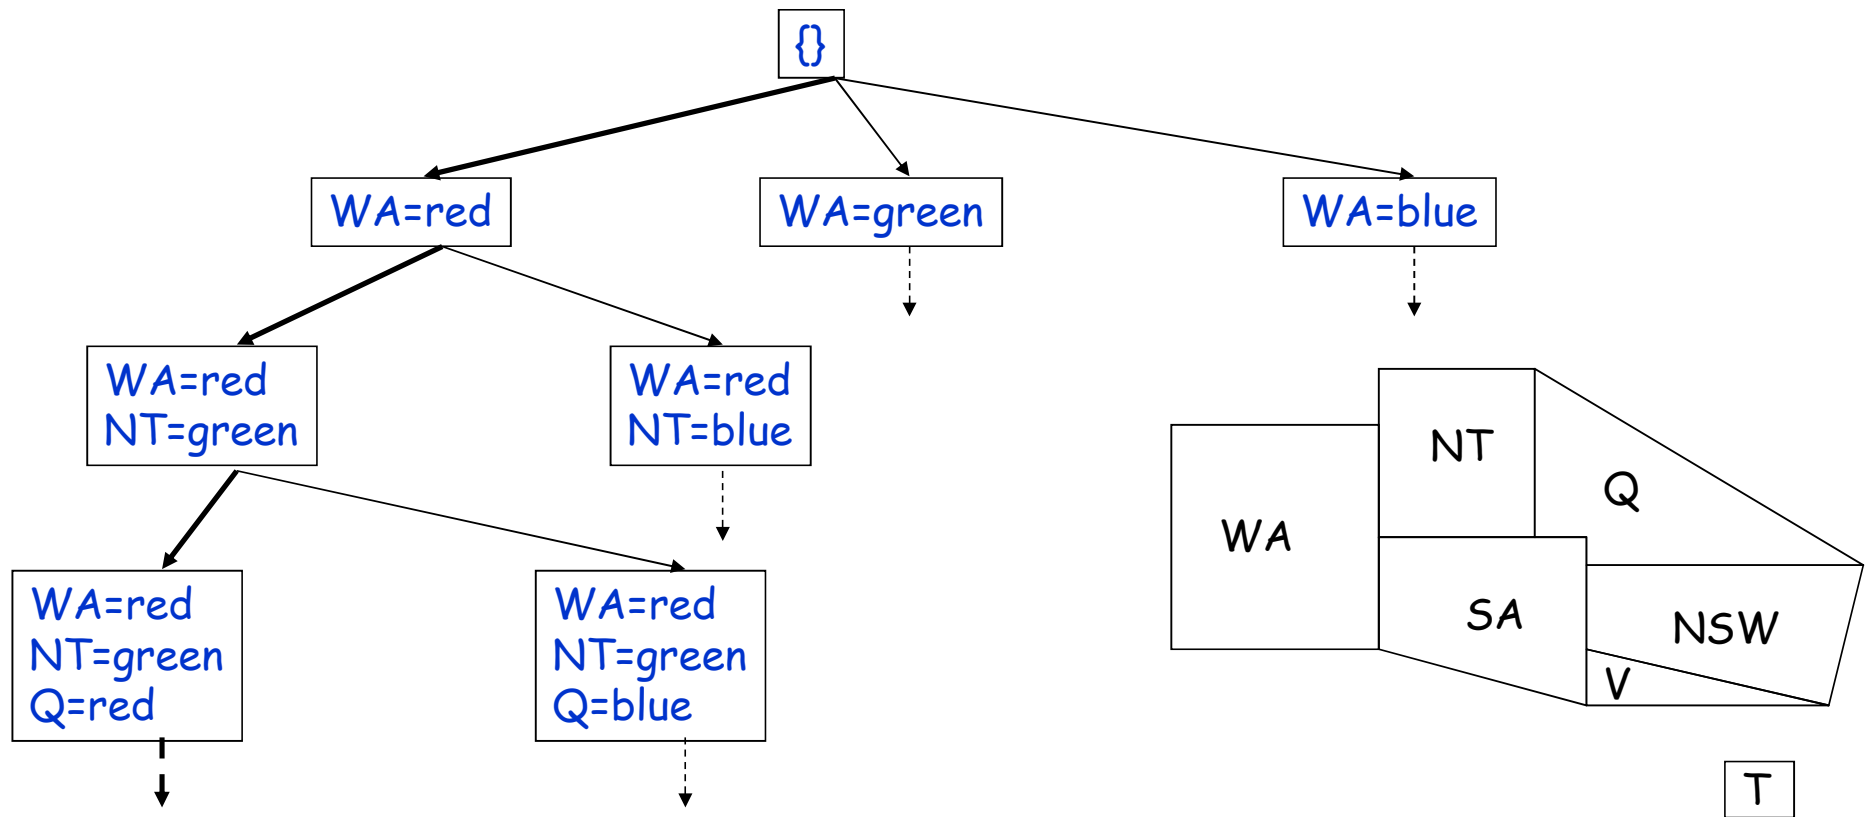 {}
WA=red
WA=green
WA=blue
WA=red
NT=green
WA=red
NT=blue
WA=red
NT=green
Q=red
WA=red
NT=green
Q=blue
NT
Q
WA
SA
NSW
V
T